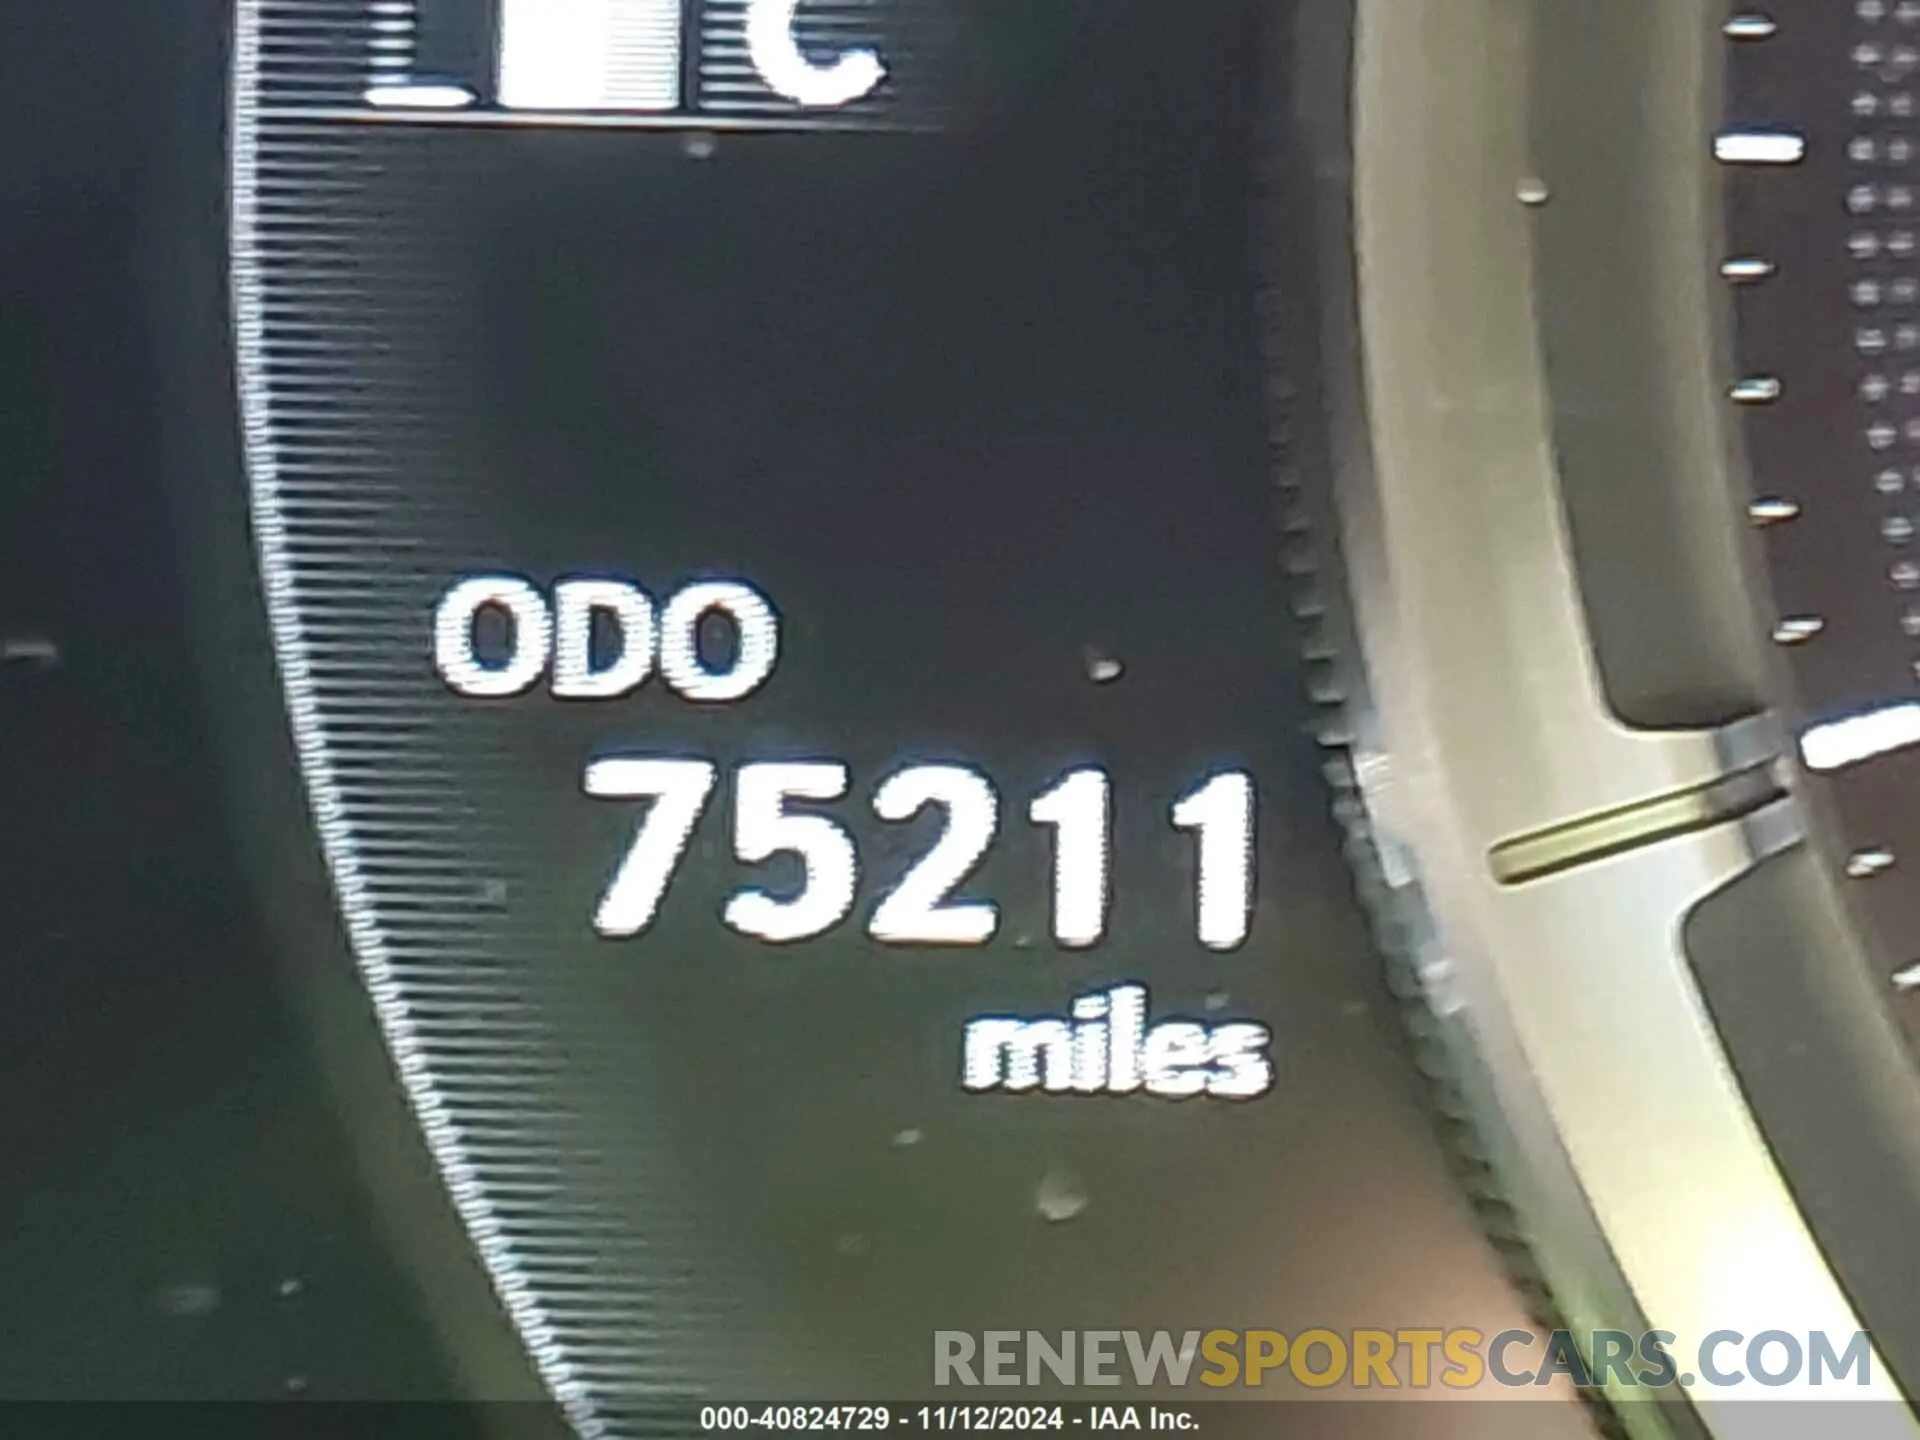 C
ODO
75211
miles
RENEWSPORTSCARS.COM
000-40824729 - 11/12/2024 - IAA Inc.